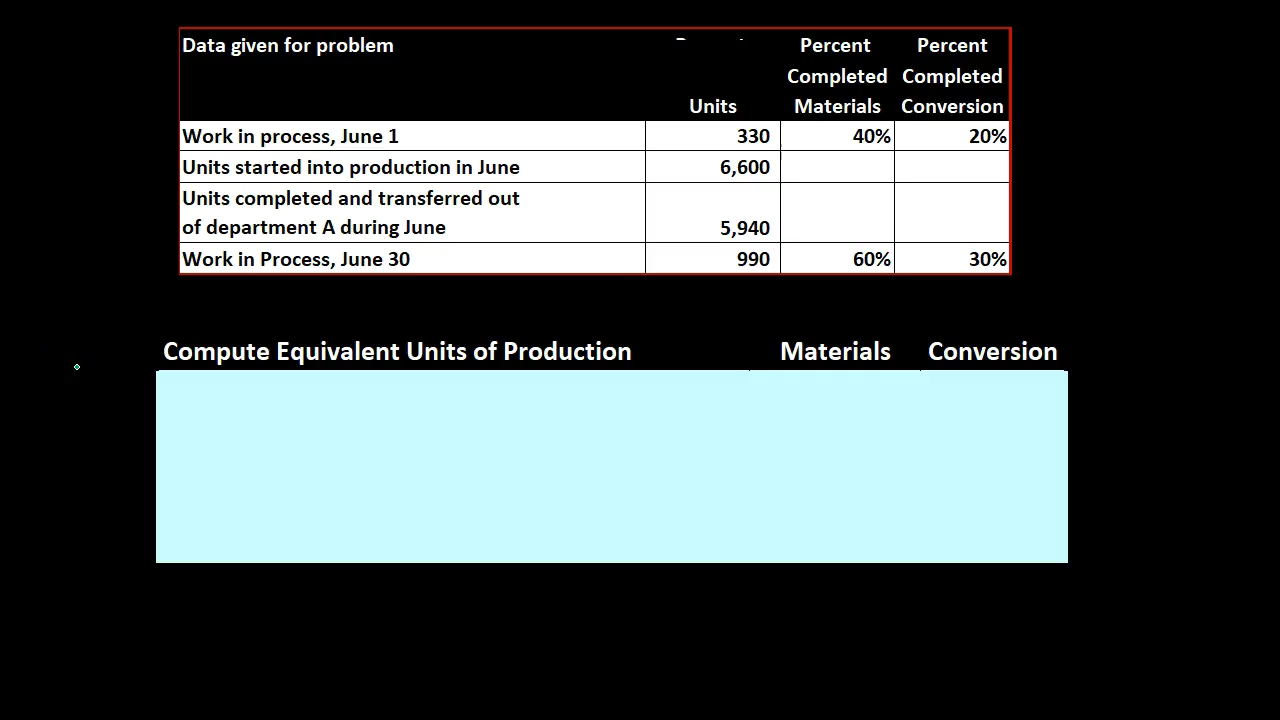 Data given for problem Percent Percent
Completed Completed
Units Materials Conversion
Work in process, June 1 330 40% 20%
Units started into production in June 6,600
Units completed and transferred out
of department A during June 5,940
Work in Process, June 30 990 60% 30%
Compute Equivalent Units of Production Materials Conversion